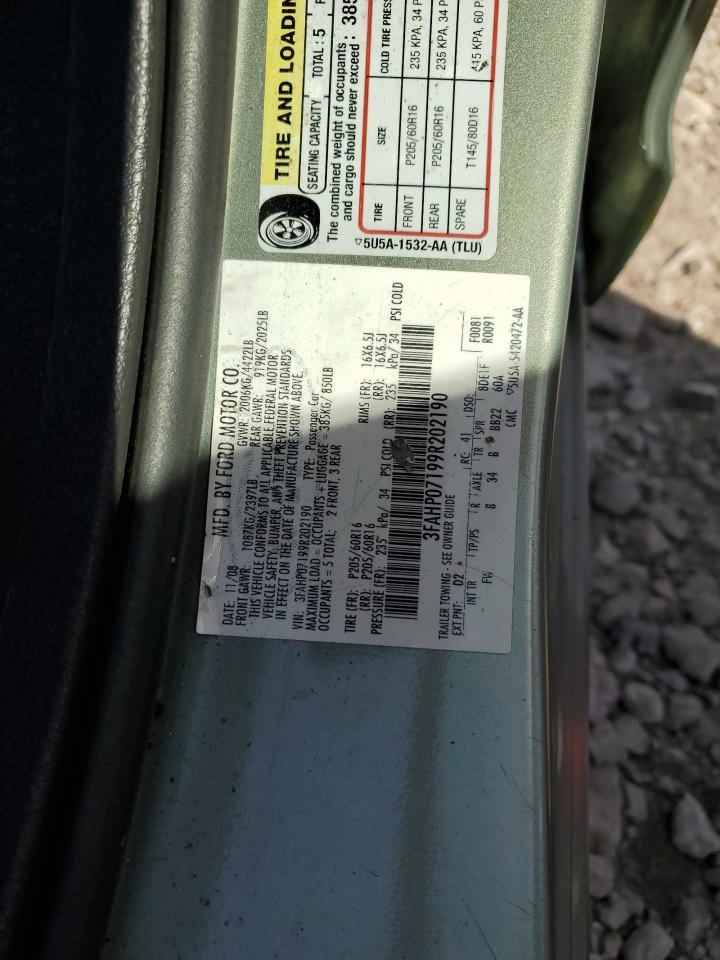 TIRE AND LOADIN
SEATING CAPACITY TOTAL: 5
The combined weight of occupants
and cargo should never exceed: 385
TIRE SIZE COLD TIRE PRESS
FRONT P205/60R16 235 KPA, 34 P
REAR P205/60R16 235 KPA, 34 P
SPARE T145/80D16 415 KPA, 60 P
5U5A-1532-AA (TLU)
MFD. BY FORD MOTOR CO.
DATE: 11/08 GVWR: 2006KG/4422LB
FRONT GAWR: 1087KG/2397LB REAR GAWR: 919KG/2025LB
THIS VEHICLE CONFORMS TO ALL APPLICABLE FEDERAL MOTOR
VEHICLE SAFETY, BUMPER, AND THEFT PREVENTION STANDARDS
IN EFFECT ON THE DATE OF MANUFACTURE SHOWN ABOVE.
VIN: 3FAHP07199R202190 TYPE: Passenger Car
MAXIMUM LOAD = OCCUPANTS + LUGGAGE = 385KG/ 850LB
OCCUPANTS = 5 TOTAL: 2 FRONT, 3 REAR
TIRE (FR): P205/60R16 RIMS (FR): 16X6.5J
(RR): P205/60R16 (RR): 16X6.5J
PRESSURE (FR): 235 kPa/ 34 PSI COLD (RR): 235 kPa/ 34 PSI COLD
3FAHP07199R202190
TRAILER TOWING - SEE OWNER GUIDE
EXT PNT: D2 RC: 41 DSO: F0081
R0091
INT TR TP/PS R AXLE TR SPR BDEIF
FW B 34 B BB22 60A
CMC 5U5A-5420472-AA